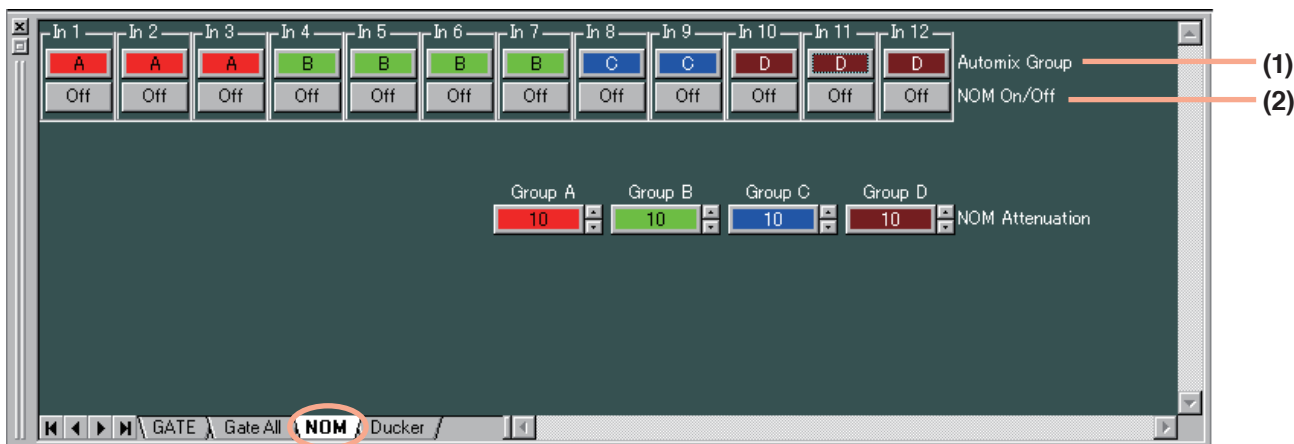 In 1 In 2 In 3 In 4 In 5 In 6 In 7 In 8 In 9 In 10 In 11 In 12
A A A B B B B C C D D D Automix Group (1)
Off Off Off Off Off Off Off Off Off Off Off Off NOM On/Off (2)
Group A Group B Group C Group D
10 10 10 10 NOM Attenuation
GATE Gate All NOM Ducker